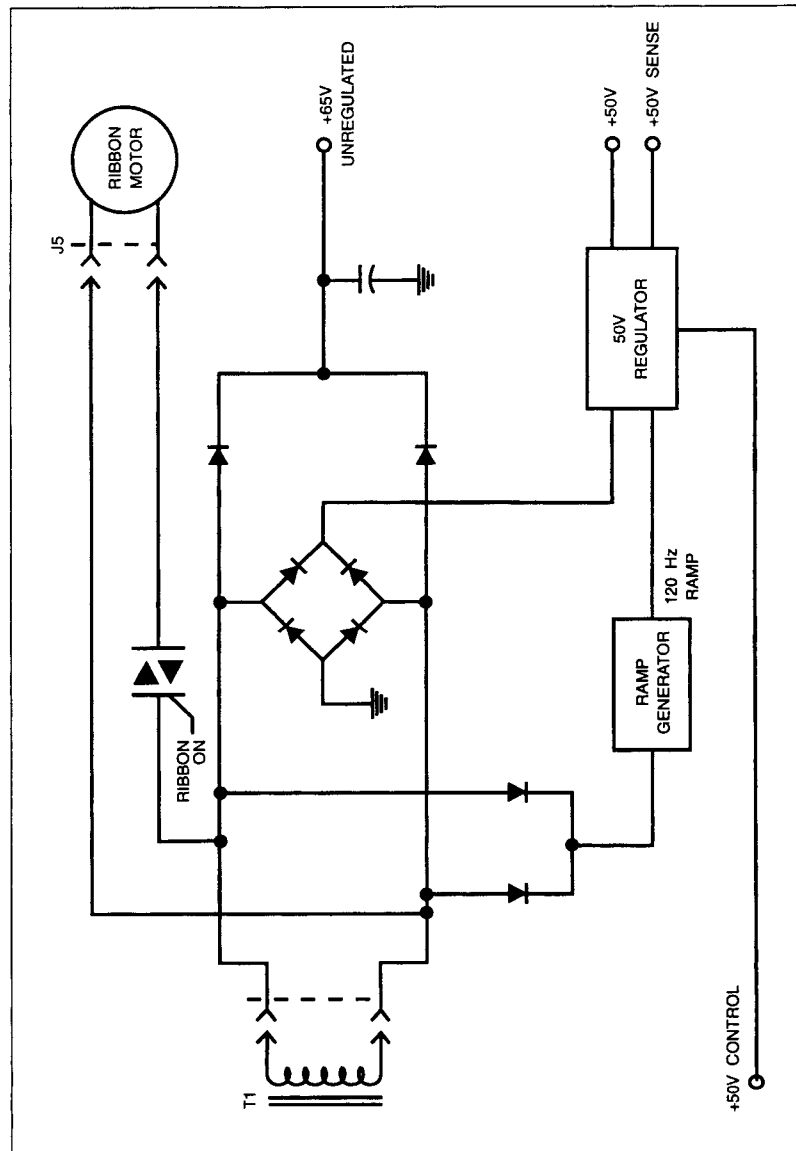 RIBBON
MOTOR
J5
+65V
UNREGULATED
RIBBON
ON
T1
+50V
+50V SENSE
50V
REGULATOR
120 Hz
RAMP
RAMP
GENERATOR
+50V CONTROL